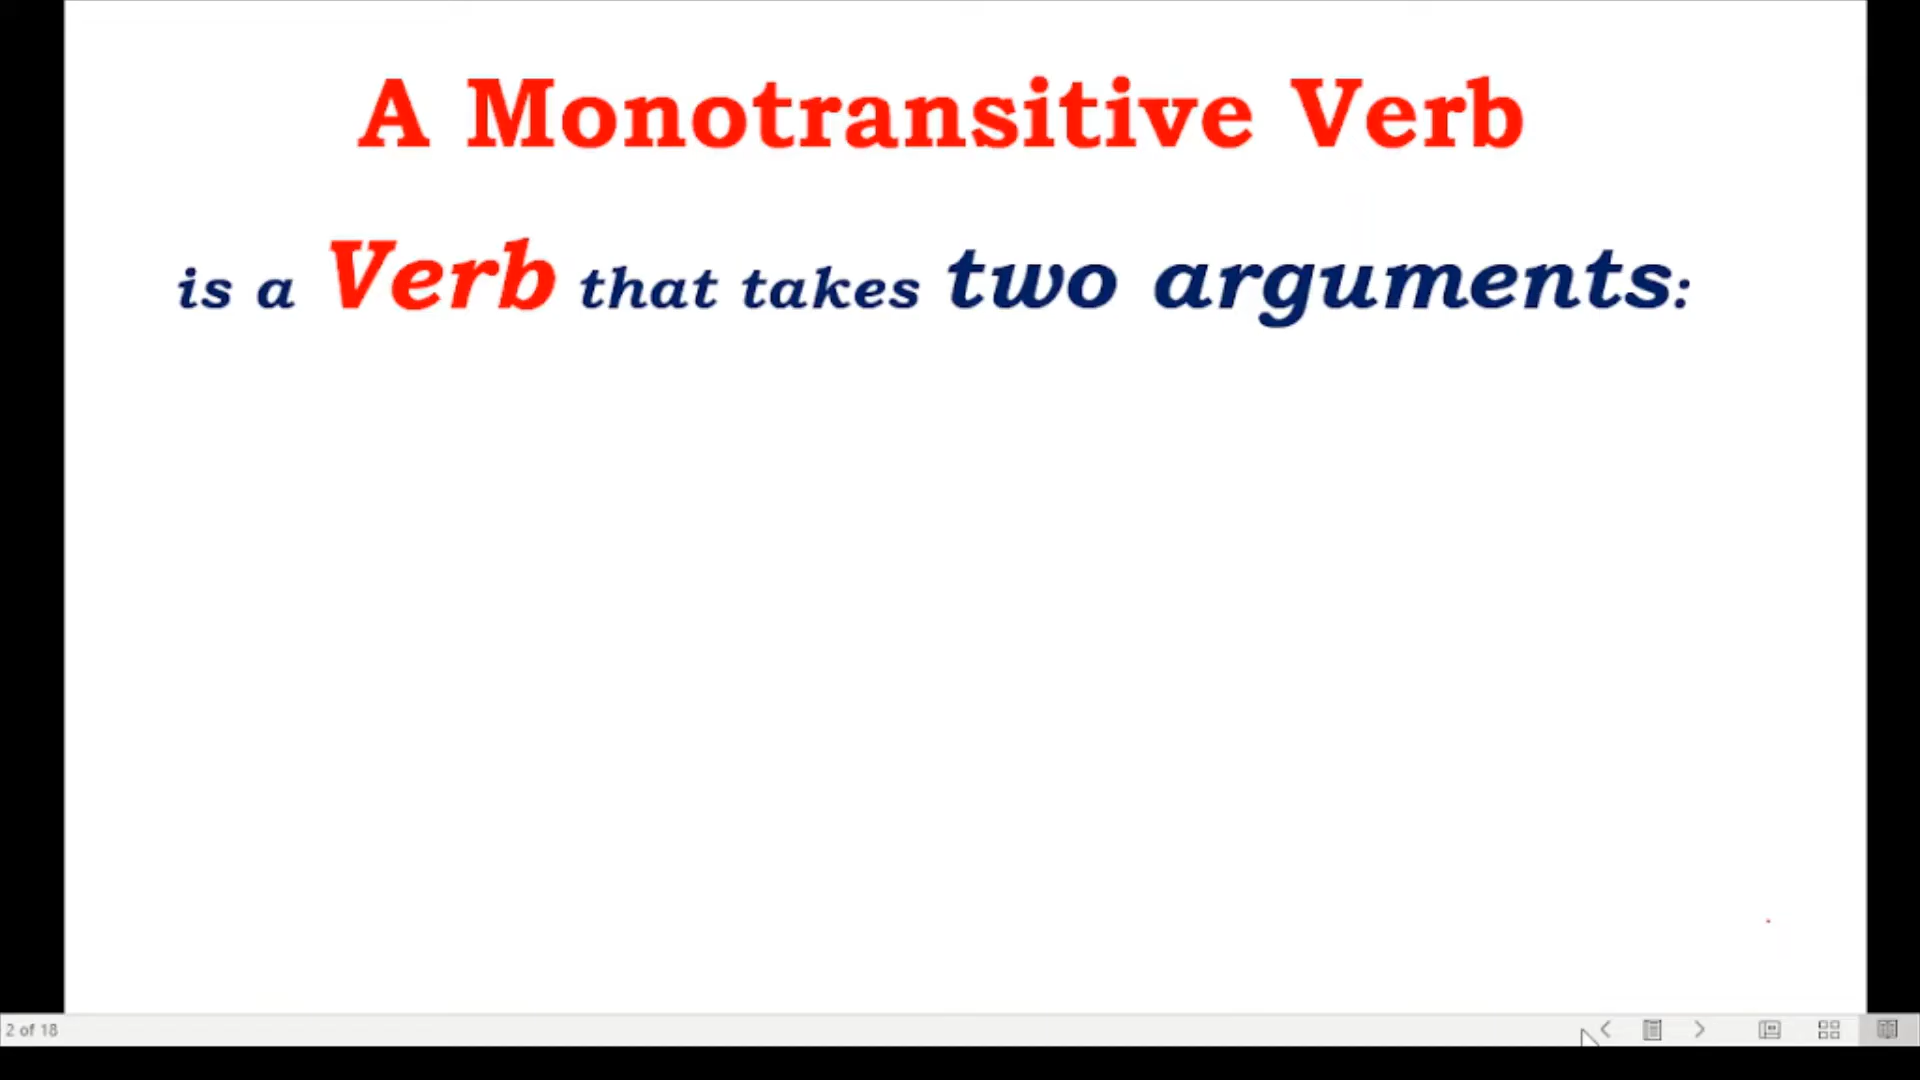 A Monotransitive Verb
is a Verb that takes two arguments:
2 of 18